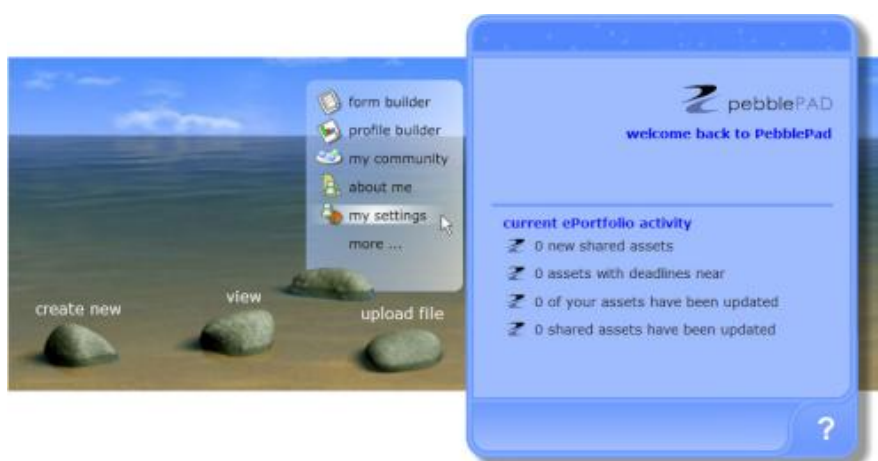 form builder
profile builder
my community
about me
my settings
more ...
create new
view
upload file
pebblePAD
welcome back to PebblePad
current ePortfolio activity
0 new shared assets
0 assets with deadlines near
0 of your assets have been updated
0 shared assets have been updated
?